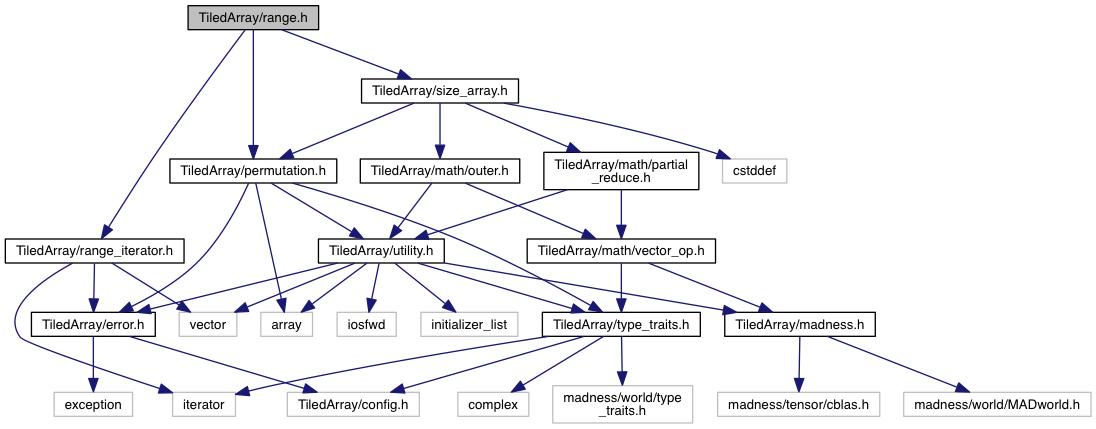 TiledArray/range.h
TiledArray/size_array.h
TiledArray/permutation.h
TiledArray/math/outer.h
TiledArray/math/partial
_reduce.h
cstddef
TiledArray/range_iterator.h
TiledArray/utility.h
TiledArray/math/vector_op.h
TiledArray/error.h
vector
array
iosfwd
initializer_list
TiledArray/type_traits.h
TiledArray/madness.h
exception
iterator
TiledArray/config.h
complex
madness/world/type
_traits.h
madness/tensor/cblas.h
madness/world/MADworld.h